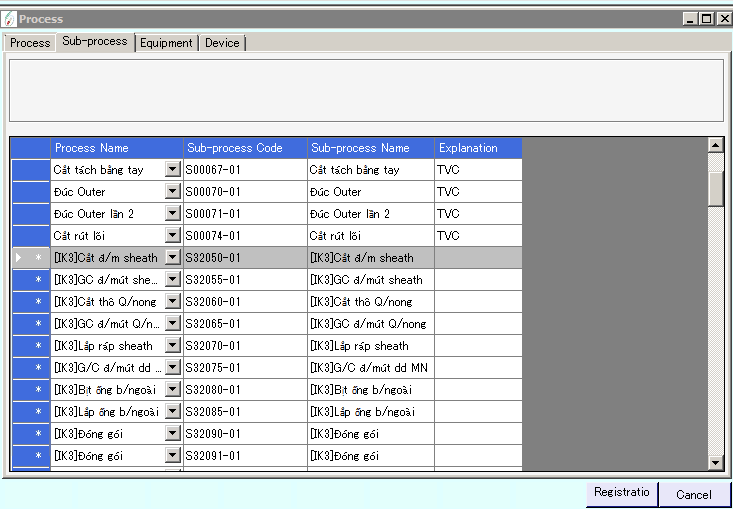 Process
Process Sub-process Equipment Device
Process Name Sub-process Code Sub-process Name Explanation
Cắt tách bằng tay S00067-01 Cắt tách bằng tay TVC
Đúc Outer S00070-01 Đúc Outer TVC
Đúc Outer lần 2 S00071-01 Đúc Outer lần 2 TVC
Cắt rút lõi S00074-01 Cắt rút lõi TVC
* [IK3]Cắt đ/m sheath S32050-01 [IK3]Cắt đ/m sheath
* [IK3]GC đ/mút she... S32055-01 [IK3]GC đ/mút sheath
* [IK3]Cắt thô Q/nong S32060-01 [IK3]Cắt thô Q/nong
* [IK3]GC đ/mút Q/n... S32065-01 [IK3]GC đ/mút Q/nong
* [IK3]Lắp ráp sheath S32070-01 [IK3]Lắp ráp sheath
* [IK3]G/C đ/mút dd ... S32075-01 [IK3]G/C đ/mút dd MN
* [IK3]Bịt ống b/ngoài S32080-01 [IK3]Bịt ống b/ngoài
* [IK3]Lắp ống b/ngoài S32085-01 [IK3]Lắp ống b/ngoài
* [IK3]Đóng gói S32090-01 [IK3]Đóng gói
* [IK3]Đóng gói S32091-01 [IK3]Đóng gói
Registratio Cancel